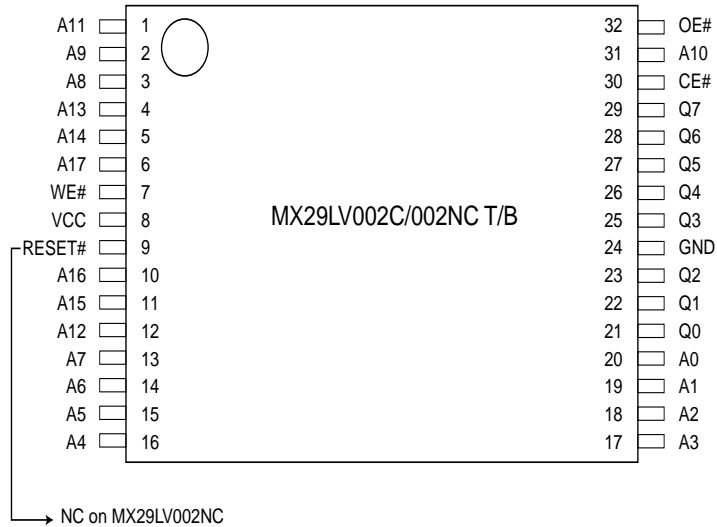 A11 1 32 OE#
A9 2 31 A10
A8 3 30 CE#
A13 4 29 Q7
A14 5 28 Q6
A17 6 27 Q5
WE# 7 26 Q4
VCC 8 MX29LV002C/002NC T/B 25 Q3
RESET# 9 24 GND
A16 10 23 Q2
A15 11 22 Q1
A12 12 21 Q0
A7 13 20 A0
A6 14 19 A1
A5 15 18 A2
A4 16 17 A3
NC on MX29LV002NC